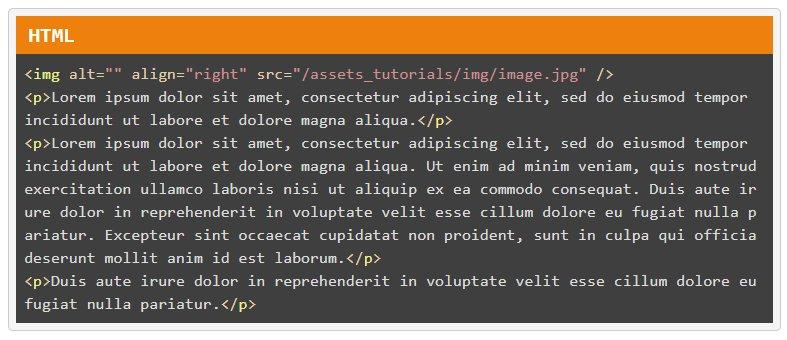 HTML
<img alt="" align="right" src="/assets_tutorials/img/image.jpg" />
<p>Lorem ipsum dolor sit amet, consectetur adipiscing elit, sed do eiusmod tempor
incididunt ut labore et dolore magna aliqua.</p>
<p>Lorem ipsum dolor sit amet, consectetur adipiscing elit, sed do eiusmod tempor
incididunt ut labore et dolore magna aliqua. Ut enim ad minim veniam, quis nostrud
exercitation ullamco laboris nisi ut aliquip ex ea commodo consequat. Duis aute ir
ure dolor in reprehenderit in voluptate velit esse cillum dolore eu fugiat nulla p
ariatur. Excepteur sint occaecat cupidatat non proident, sunt in culpa qui officia
deserunt mollit anim id est laborum.</p>
<p>Duis aute irure dolor in reprehenderit in voluptate velit esse cillum dolore eu
fugiat nulla pariatur.</p>